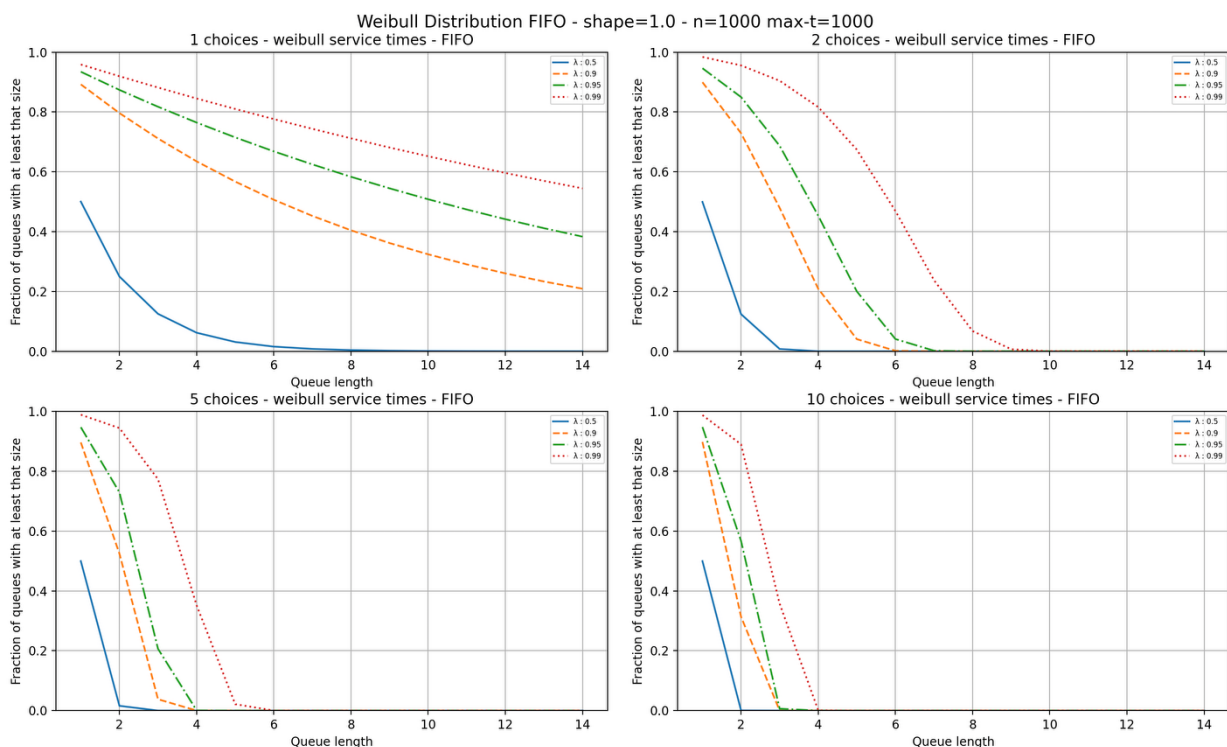 Weibull Distribution FIFO - shape=1.0 - n=1000 max-t=1000
1 choices - weibull service times - FIFO
Fraction of queues with at least that size
1.0
0.8
0.6
0.4
0.2
0.0
λ : 0.5
λ : 0.9
λ : 0.95
λ : 0.99
2 4 6 8 10 12 14
Queue length
2 choices - weibull service times - FIFO
Fraction of queues with at least that size
1.0
0.8
0.6
0.4
0.2
0.0
λ : 0.5
λ : 0.9
λ : 0.95
λ : 0.99
2 4 6 8 10 12 14
Queue length
5 choices - weibull service times - FIFO
Fraction of queues with at least that size
1.0
0.8
0.6
0.4
0.2
0.0
λ : 0.5
λ : 0.9
λ : 0.95
λ : 0.99
2 4 6 8 10 12 14
Queue length
10 choices - weibull service times - FIFO
Fraction of queues with at least that size
1.0
0.8
0.6
0.4
0.2
0.0
λ : 0.5
λ : 0.9
λ : 0.95
λ : 0.99
2 4 6 8 10 12 14
Queue length